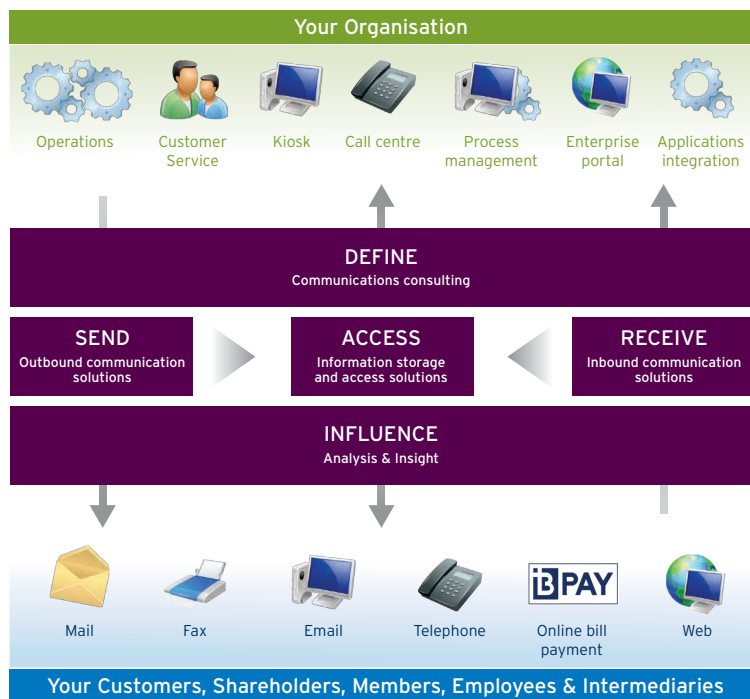 Your Organisation
Operations
Customer
Service
Kiosk
Call centre
Process
management
Enterprise
portal
Applications
integration
DEFINE
Communications consulting
SEND
Outbound communication
solutions
ACCESS
Information storage
and access solutions
RECEIVE
Inbound communication
solutions
INFLUENCE
Analysis & Insight
BPAY
Mail
Fax
Email
Telephone
Online bill
payment
Web
Your Customers, Shareholders, Members, Employees & Intermediaries